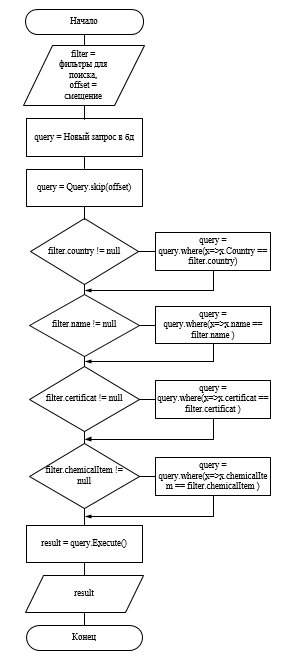 Начало
filter =
фильтры для
поиска,
offset =
смещение
query = Новый запрос в бд
query = Query.skip(offset)
filter.country != null
query =
query.where(x=>x.Country ==
filter.country)
filter.name != null
query =
query.where(x=>x.name ==
filter.name )
filter.certificat != null
query =
query.where(x=>x.certificat ==
filter.certificat )
filter.chemicalItem !=
null
query =
query.where(x=>x.chemicalIte
m == filter.chemicalItem )
result = query.Execute()
result
Конец